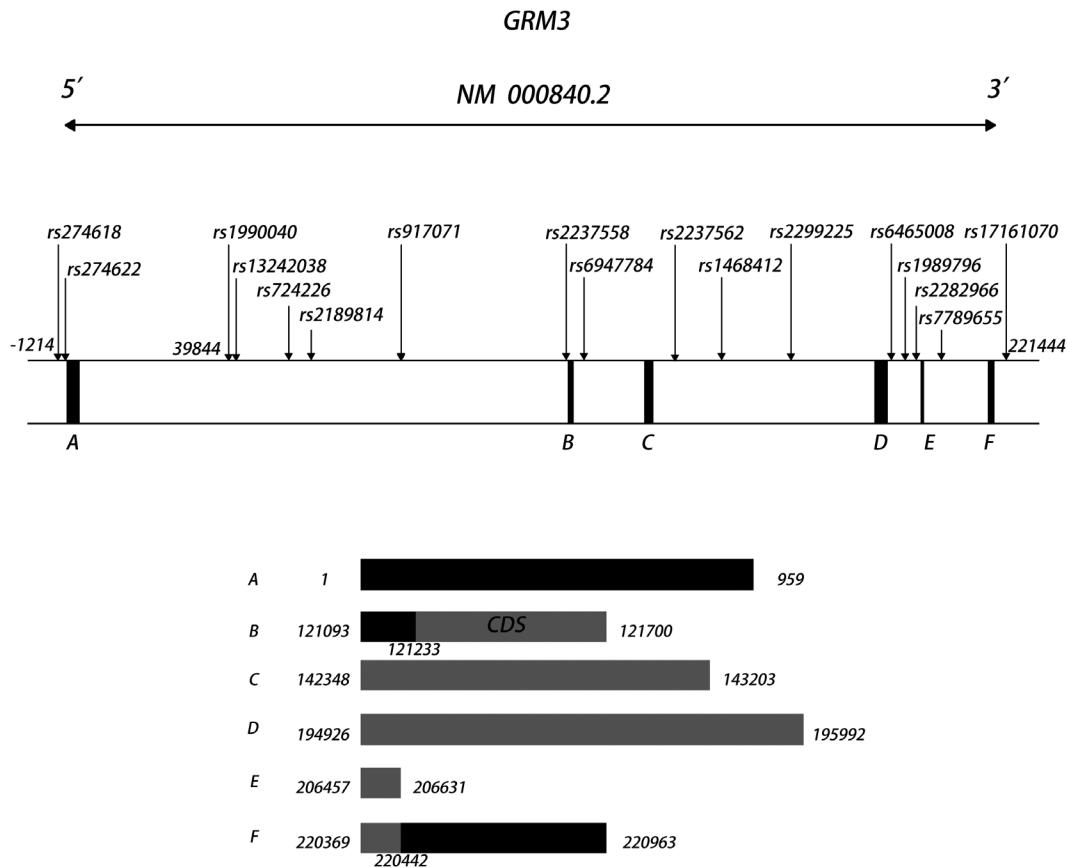 GRM3
5′ NM 000840.2 3′
rs274618 rs1990040 rs917071 rs2237558 rs2237562 rs2299225 rs6465008 rs17161070
rs274622 rs13242038 rs6947784 rs1468412 rs1989796
rs724226 rs2282966
rs2189814 rs7789655
-1214 39844 221444
A B C D E F
A 1 959
B 121093 CDS 121700
121233
C 142348 143203
D 194926 195992
E 206457 206631
F 220369 220963
220442